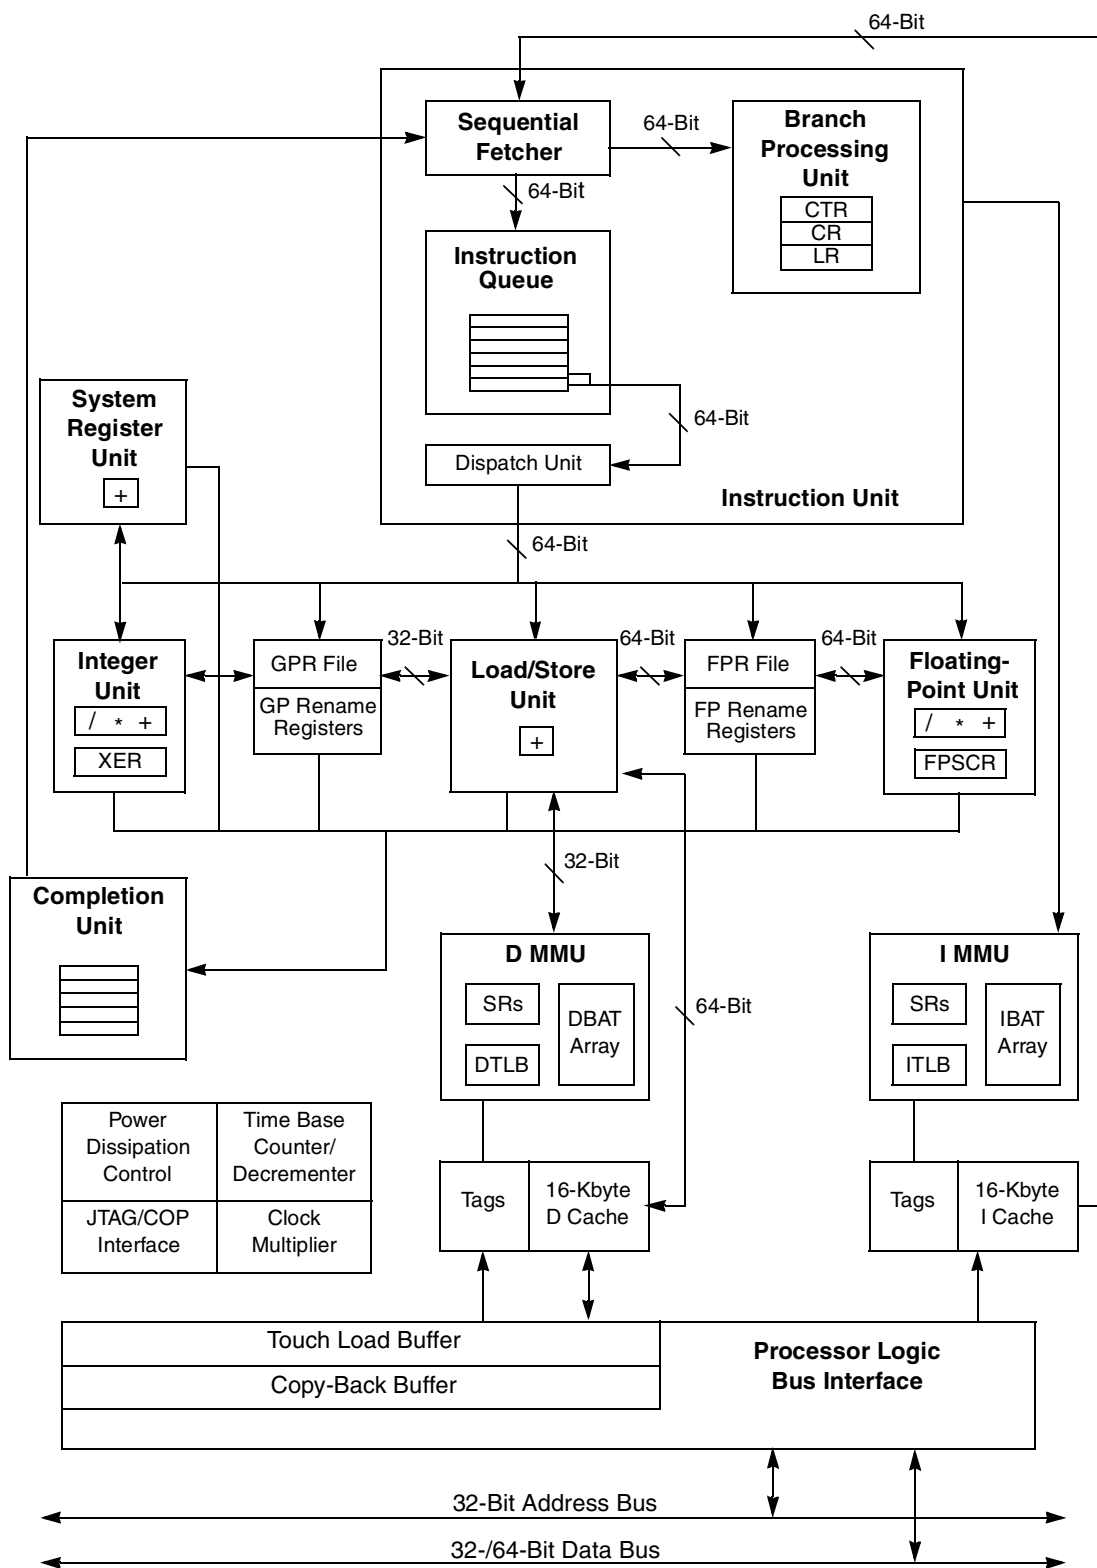 64-Bit
Sequential
Fetcher
64-Bit
Branch
Processing
Unit
CTR
CR
LR
64-Bit
Instruction
Queue
System
Register
Unit
+
64-Bit
Dispatch Unit
Instruction Unit
64-Bit
Integer
Unit
/ * +
XER
GPR File
GP Rename
Registers
32-Bit
Load/Store
Unit
+
64-Bit
FPR File
FP Rename
Registers
64-Bit
Floating-
Point Unit
/ * +
FPSCR
32-Bit
Completion
Unit
D MMU
SRs
DTLB
DBAT
Array
64-Bit
I MMU
SRs
ITLB
IBAT
Array
Power
Dissipation
Control
Time Base
Counter/
Decrementer
JTAG/COP
Interface
Clock
Multiplier
Tags
16-Kbyte
D Cache
Tags
16-Kbyte
I Cache
Touch Load Buffer
Copy-Back Buffer
Processor Logic
Bus Interface
32-Bit Address Bus
32-/64-Bit Data Bus